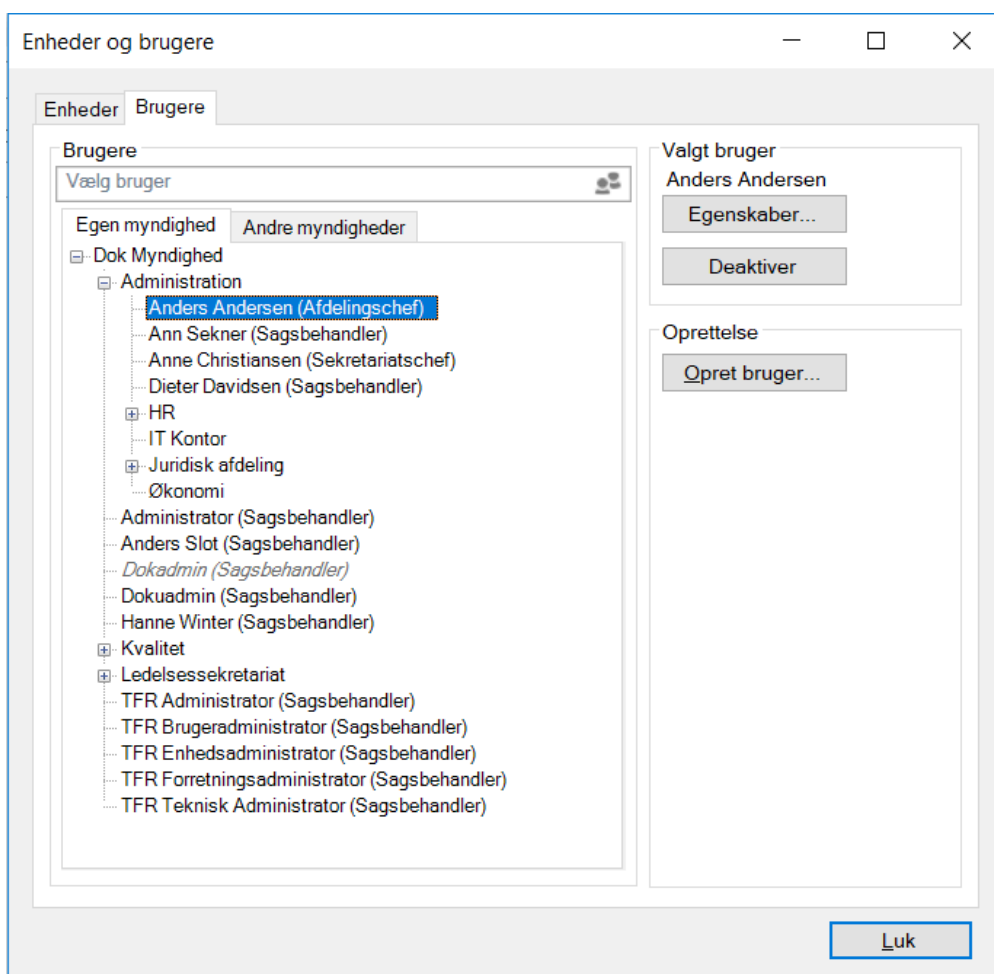 Enheder og brugere
Enheder Brugere
Brugere
Vælg bruger
Egen myndighed Andre myndigheder
Dok Myndighed
Administration
Anders Andersen (Afdelingschef)
Ann Sekner (Sagsbehandler)
Anne Christiansen (Sekretariatschef)
Dieter Davidsen (Sagsbehandler)
HR
IT Kontor
Juridisk afdeling
Økonomi
Administrator (Sagsbehandler)
Anders Slot (Sagsbehandler)
Dokadmin (Sagsbehandler)
Dokuadmin (Sagsbehandler)
Hanne Winter (Sagsbehandler)
Kvalitet
Ledelsessekretariat
TFR Administrator (Sagsbehandler)
TFR Brugeradministrator (Sagsbehandler)
TFR Enhedsadministrator (Sagsbehandler)
TFR Forretningsadministrator (Sagsbehandler)
TFR Teknisk Administrator (Sagsbehandler)
Valgt bruger
Anders Andersen
Egenskaber...
Deaktiver
Oprettelse
Opret bruger...
Luk